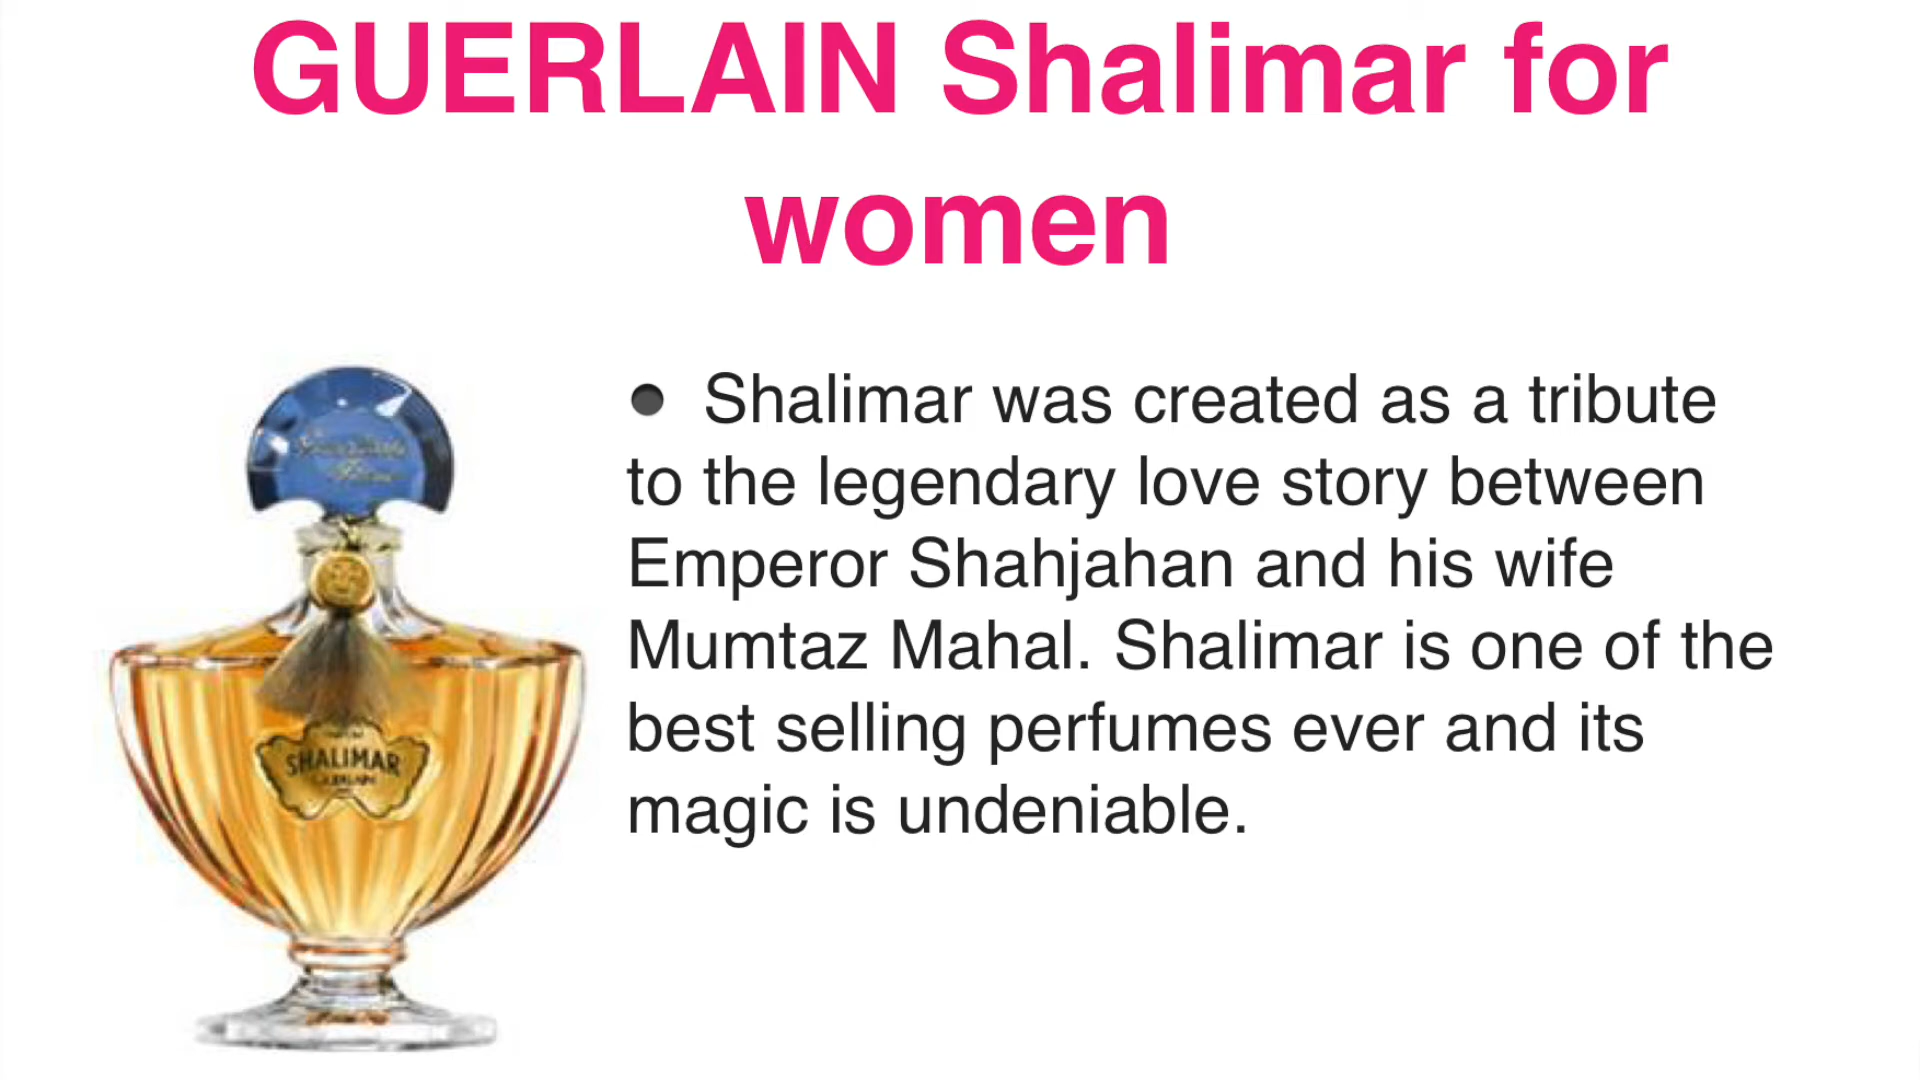 GUERLAIN Shalimar for
women
• Shalimar was created as a tribute
to the legendary love story between
Emperor Shahjahan and his wife
Mumtaz Mahal. Shalimar is one of the
best selling perfumes ever and its
magic is undeniable.
SHALIMAR
GUERLAIN